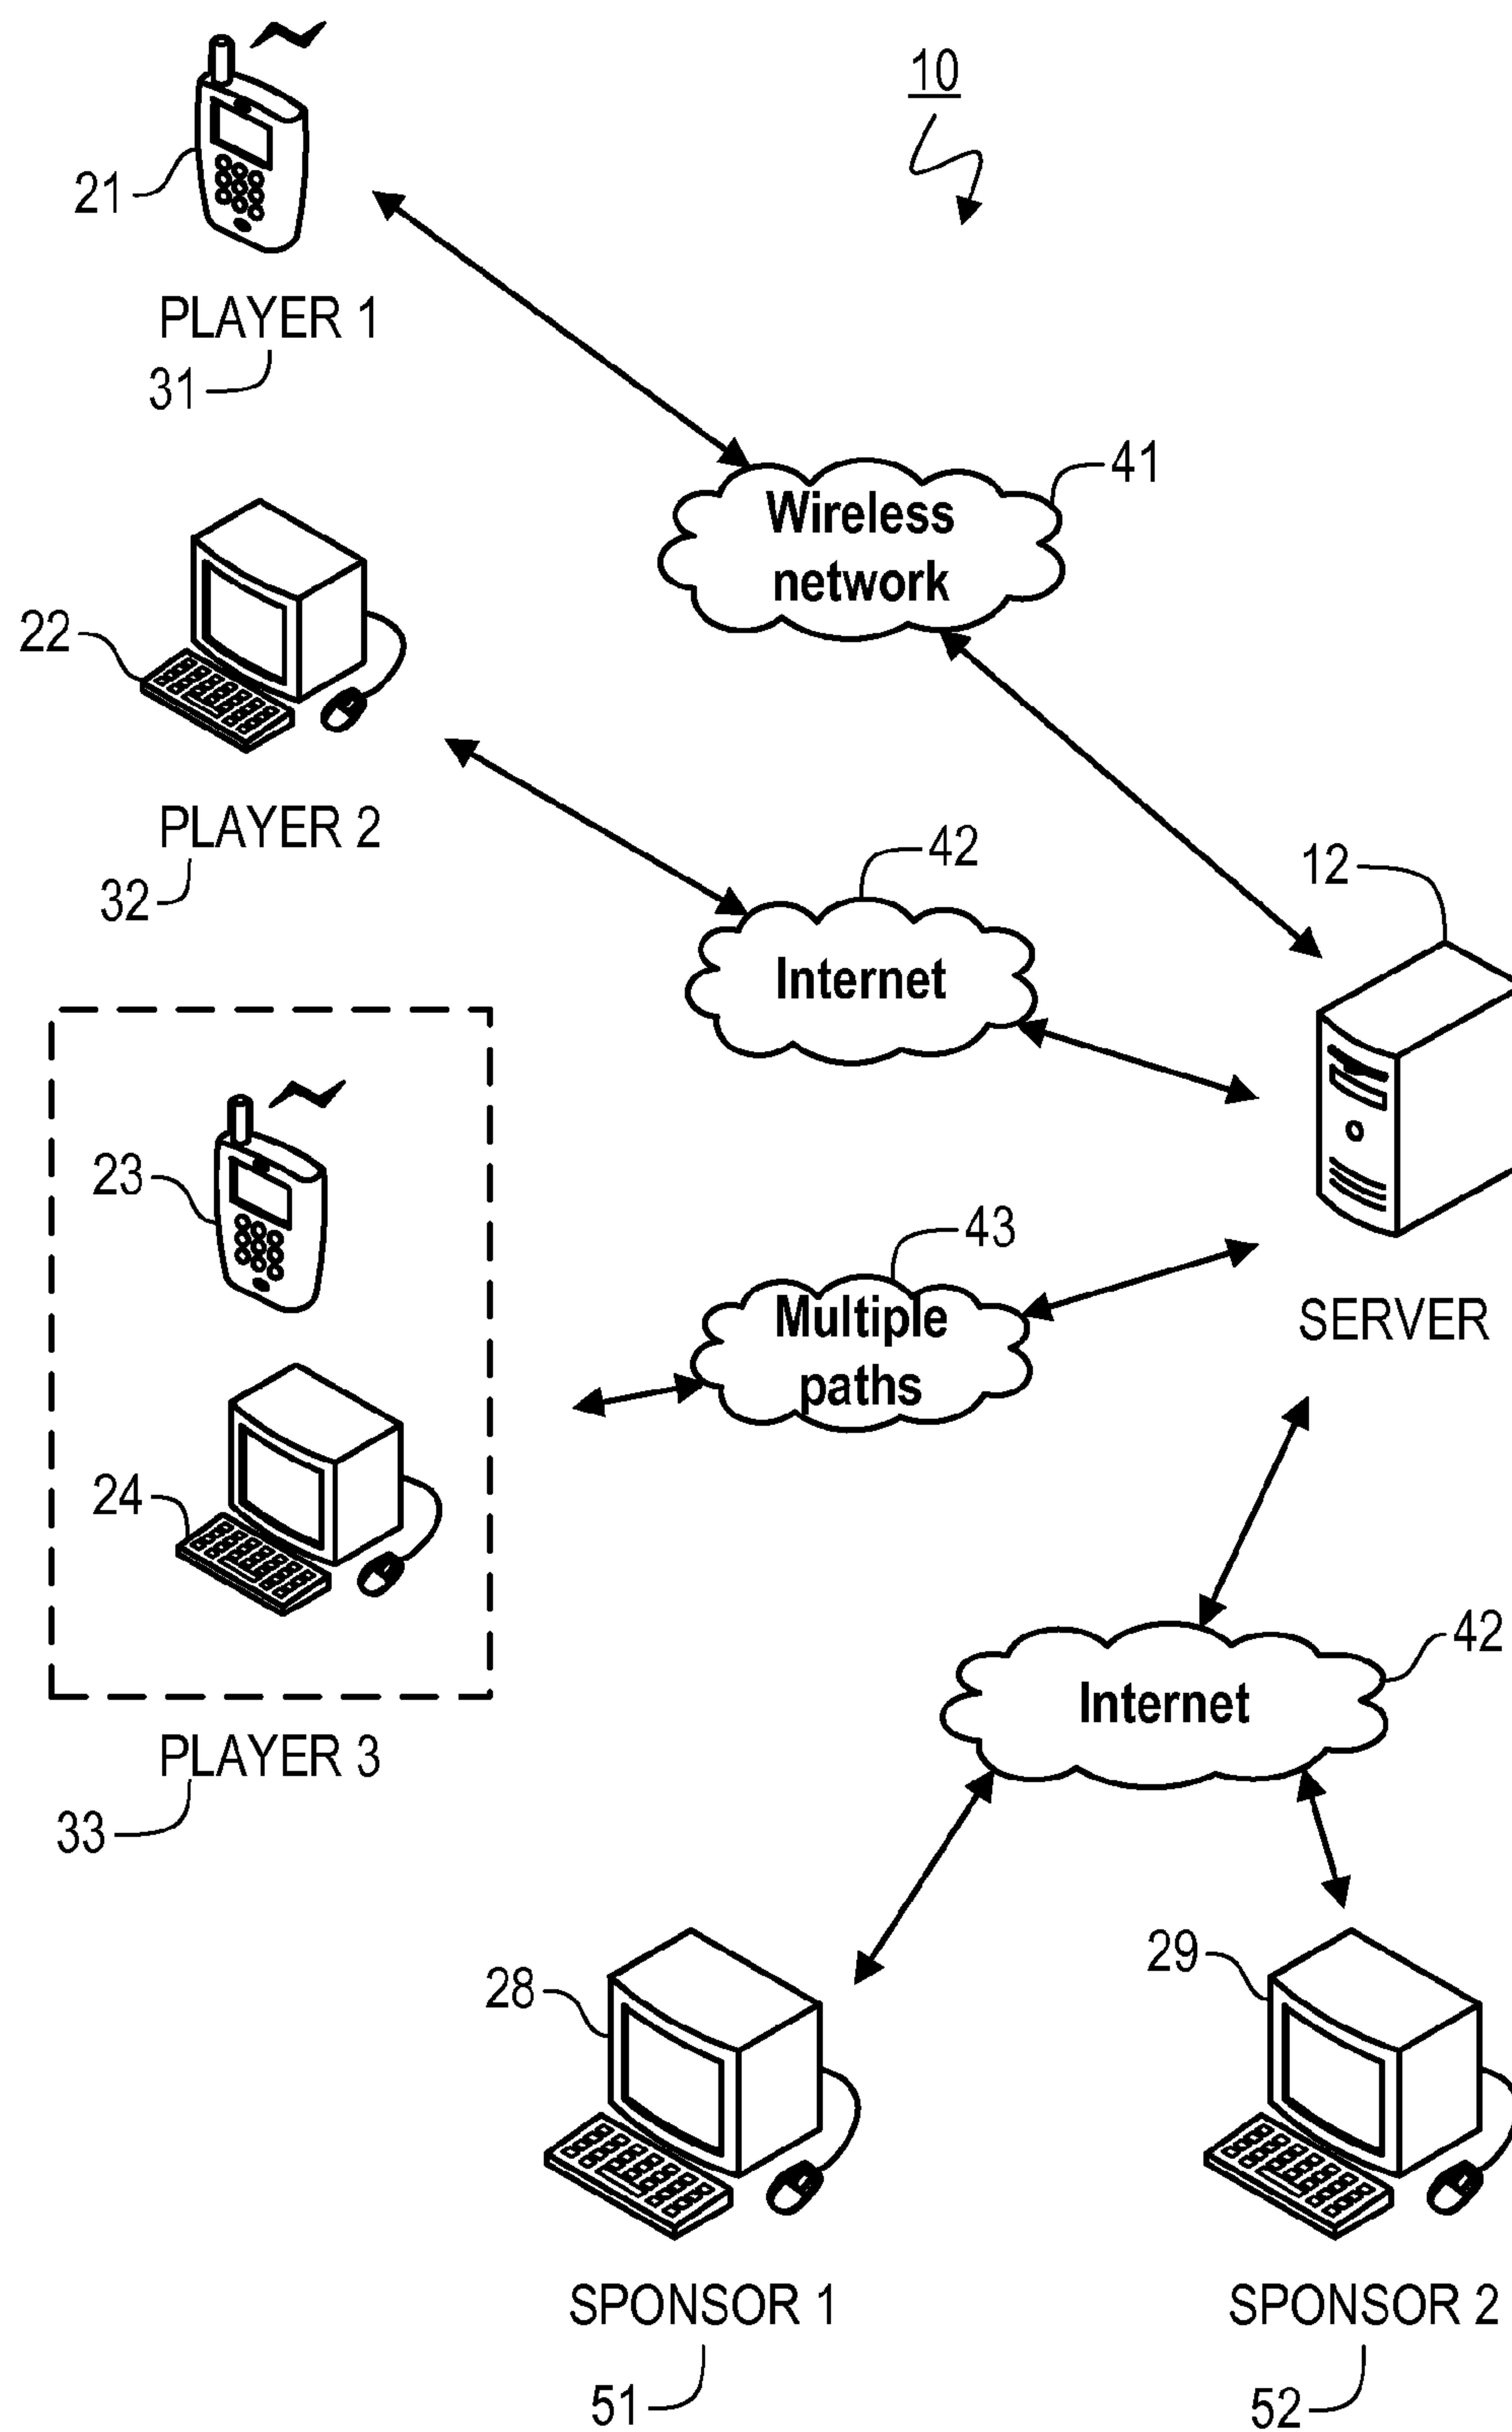 10
21
PLAYER 1
31
41
Wireless
network
22
PLAYER 2
32
42
Internet
12
23
43
Multiple
paths
SERVER
24
42
Internet
PLAYER 3
33
28
29
SPONSOR 1
51
SPONSOR 2
52